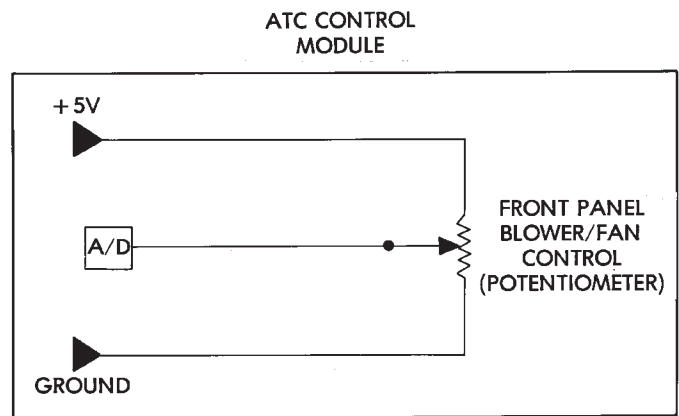 ATC CONTROL
MODULE
+5V
A/D
GROUND
FRONT PANEL
BLOWER/FAN
CONTROL
(POTENTIOMETER)